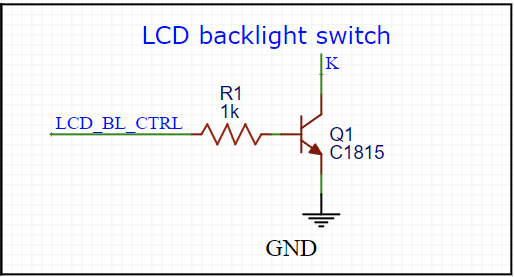 LCD backlight switch
K
R1
1k
LCD_BL_CTRL
Q1
C1815
GND